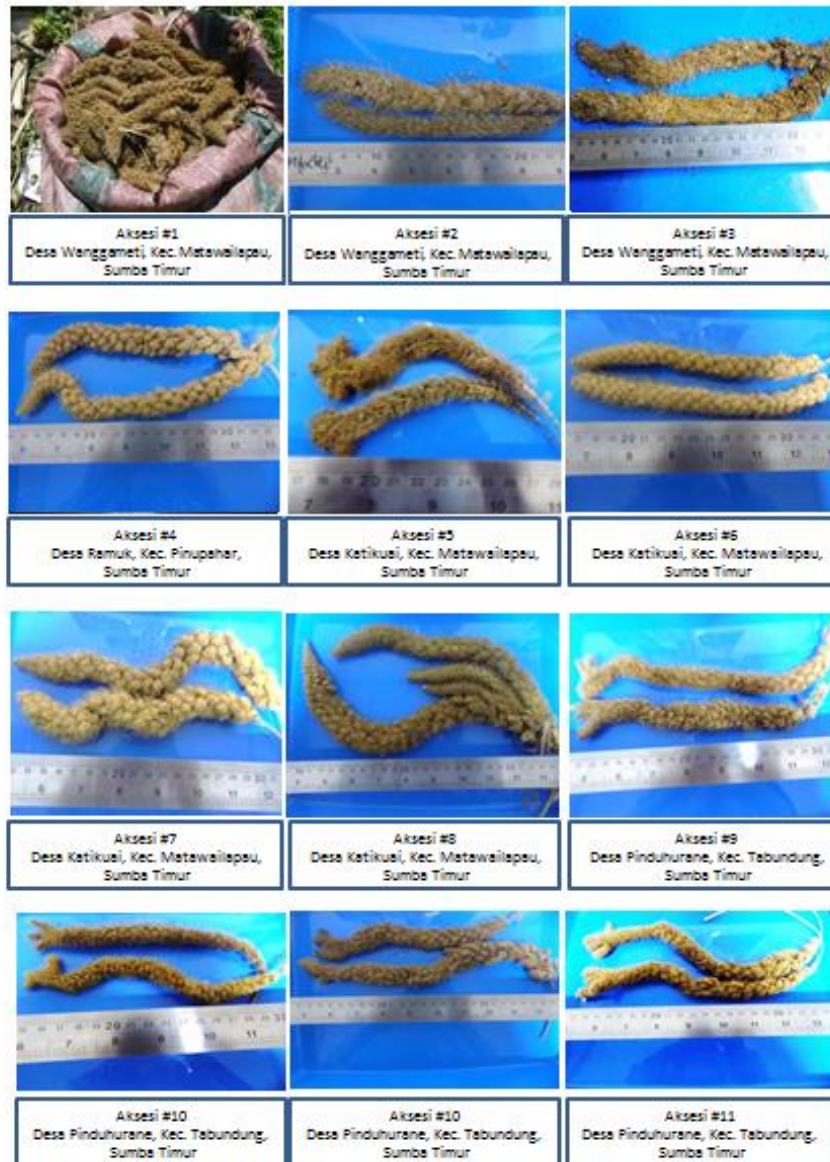 Aksesi #1
Desa Wanggameti, Kec. Matawailapau,
Sumba Timur
Aksesi #2
Desa Wanggameti, Kec. Matawailapau,
Sumba Timur
Aksesi #3
Desa Wanggameti, Kec. Matawailapau,
Sumba Timur
Aksesi #4
Desa Ramuk, Kec. Pinupahar,
Sumba Timur
Aksesi #5
Desa Katikuai, Kec. Matawailapau,
Sumba Timur
Aksesi #6
Desa Katikuai, Kec. Matawailapau,
Sumba Timur
Aksesi #7
Desa Katikuai, Kec. Matawailapau,
Sumba Timur
Aksesi #8
Desa Katikuai, Kec. Matawailapau,
Sumba Timur
Aksesi #9
Desa Pinduhurane, Kec. Tabundung,
Sumba Timur
Aksesi #10
Desa Pinduhurane, Kec. Tabundung,
Sumba Timur
Aksesi #10
Desa Pinduhurane, Kec. Tabundung,
Sumba Timur
Aksesi #11
Desa Pinduhurane, Kec. Tabundung,
Sumba Timur